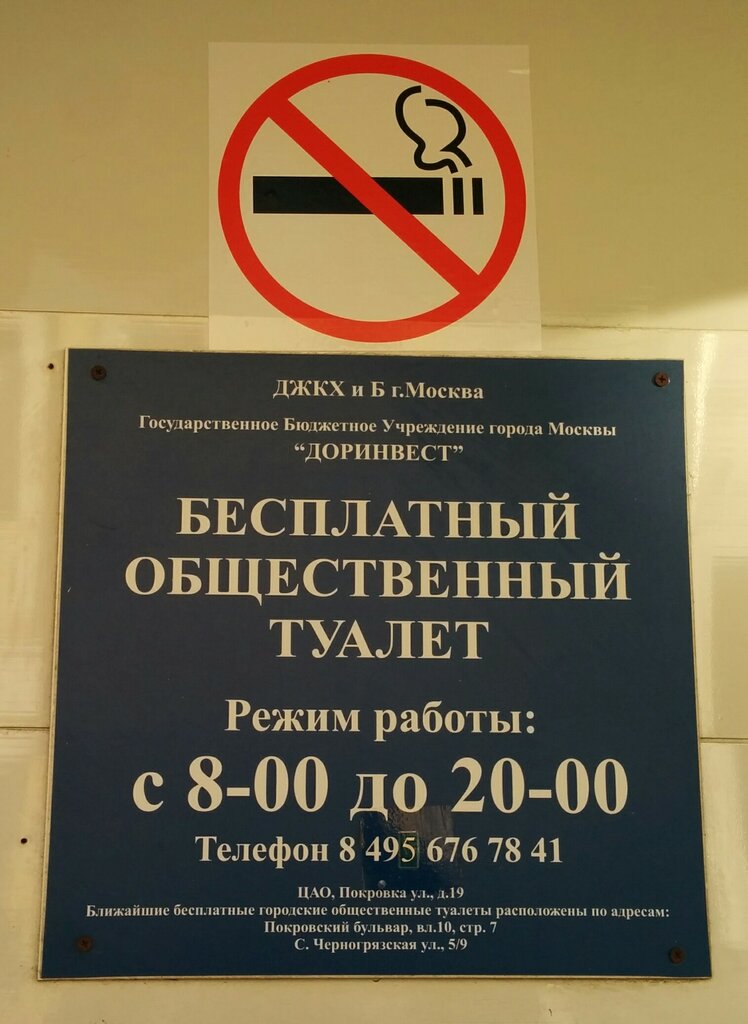 ДЖКХ и Б г.Москва
Государственное Бюджетное Учреждение города Москвы
“ДОРИНВЕСТ”
БЕСПЛАТНЫЙ
ОБЩЕСТВЕННЫЙ
ТУАЛЕТ
Режим работы:
с 8-00 до 20-00
Телефон 8 495 676 78 41
ЦАО, Покровка ул., д.19
Ближайшие бесплатные городские общественные туалеты расположены по адресам:
Покровский бульвар, вл.10, стр. 7
С. Черногрязская ул., 5/9